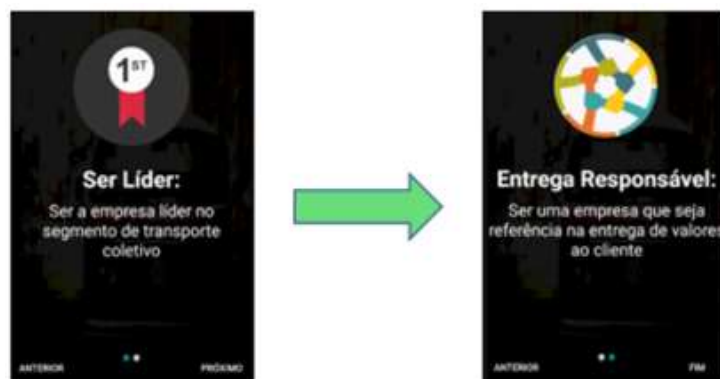 1ST
Ser Líder:
Ser a empresa líder no
segmento de transporte
coletivo
ANTERIOR
PRÓXIMO
Entrega Responsável:
Ser uma empresa que seja
referência na entrega de valores
ao cliente
ANTERIOR
FIM